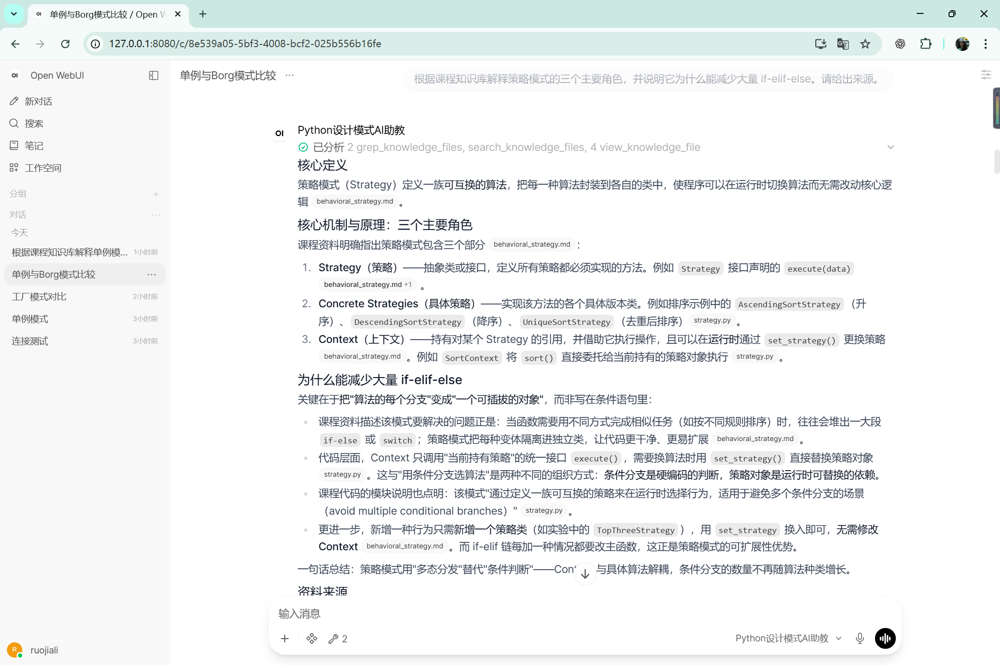 单例与Borg模式比较 / Open W
127.0.0.1:8080/c/8e539a05-5bf3-4008-bcf2-025b556b16fe
OI Open WebUI
新对话
搜索
笔记
工作空间
分组
对话
今天
根据课程知识库解释单例模... 1小时前
单例与Borg模式比较
工厂模式对比 2小时前
单例模式 3小时前
连接测试 3小时前
R ruojiali
单例与Borg模式比较
根据课程知识库解释策略模式的三个主要角色，并说明它为什么能减少大量 if-elif-else。请给出来源。
OI Python设计模式AI助教
已分析 2 grep_knowledge_files, search_knowledge_files, 4 view_knowledge_file
核心定义
策略模式（Strategy）定义一族可互换的算法，把每一种算法封装到各自的类中，使程序可以在运行时切换算法而无需改动核心逻
辑 behavioral_strategy.md 。
核心机制与原理：三个主要角色
课程资料明确指出策略模式包含三个部分 behavioral_strategy.md ：
1. Strategy（策略）——抽象类或接口，定义所有策略都必须实现的方法。例如 Strategy 接口声明的 execute(data)
behavioral_strategy.md +1 。
2. Concrete Strategies（具体策略）——实现该方法的各个具体版本类。例如排序示例中的 AscendingSortStrategy （升
序）、 DescendingSortStrategy （降序）、 UniqueSortStrategy （去重后排序） strategy.py 。
3. Context（上下文）——持有对某个 Strategy 的引用，并借助它执行操作，且可以在运行时通过 set_strategy() 更换策略
behavioral_strategy.md 。例如 SortContext 将 sort() 直接委托给当前持有的策略对象执行 strategy.py 。
为什么能减少大量 if-elif-else
关键在于把"算法的每个分支"变成"一个可插拔的对象"，而非写在条件语句里：
• 课程资料描述该模式要解决的问题正是：当函数需要用不同方式完成相似任务（如按不同规则排序）时，往往会堆出一大段
if-else 或 switch ；策略模式把每种变体隔离进独立类，让代码更干净、更易扩展 behavioral_strategy.md 。
• 代码层面，Context 只调用"当前持有策略"的统一接口 execute() ，需要换算法时用 set_strategy() 直接替换策略对象
strategy.py 。这与"用条件分支选算法"是两种不同的组织方式：条件分支是硬编码的判断，策略对象是运行时可替换的依赖。
• 课程代码的模块说明也点明：该模式"通过定义一族可互换的策略来在运行时选择行为，适用于避免多个条件分支的场景
（avoid multiple conditional branches）" strategy.py 。
• 更进一步，新增一种行为只需新增一个策略类（如实验中的 TopThreeStrategy ），用 set_strategy 换入即可，无需修改
Context behavioral_strategy.md 。而 if-elif 链每加一种情况都要改主函数，这正是策略模式的可扩展性优势。
一句话总结：策略模式用"多态分发"替代"条件判断"——Con 与具体算法解耦，条件分支的数量不再随算法种类增长。
资料来源
输入消息
2
Python设计模式AI助教